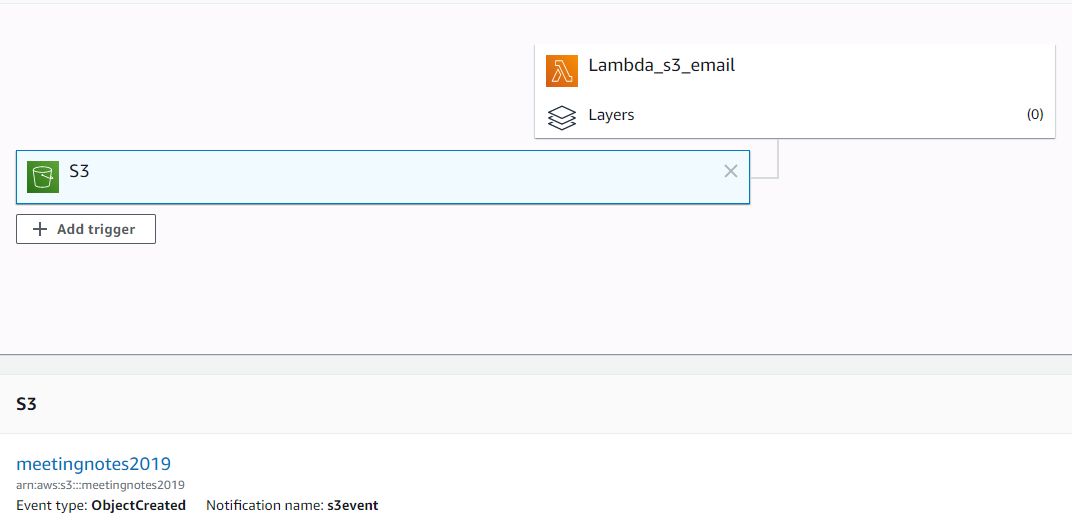 Lambda_s3_email
Layers (0)
S3
Add trigger
S3
meetingnotes2019
arn:aws:s3:::meetingnotes2019
Event type: ObjectCreated Notification name: s3event